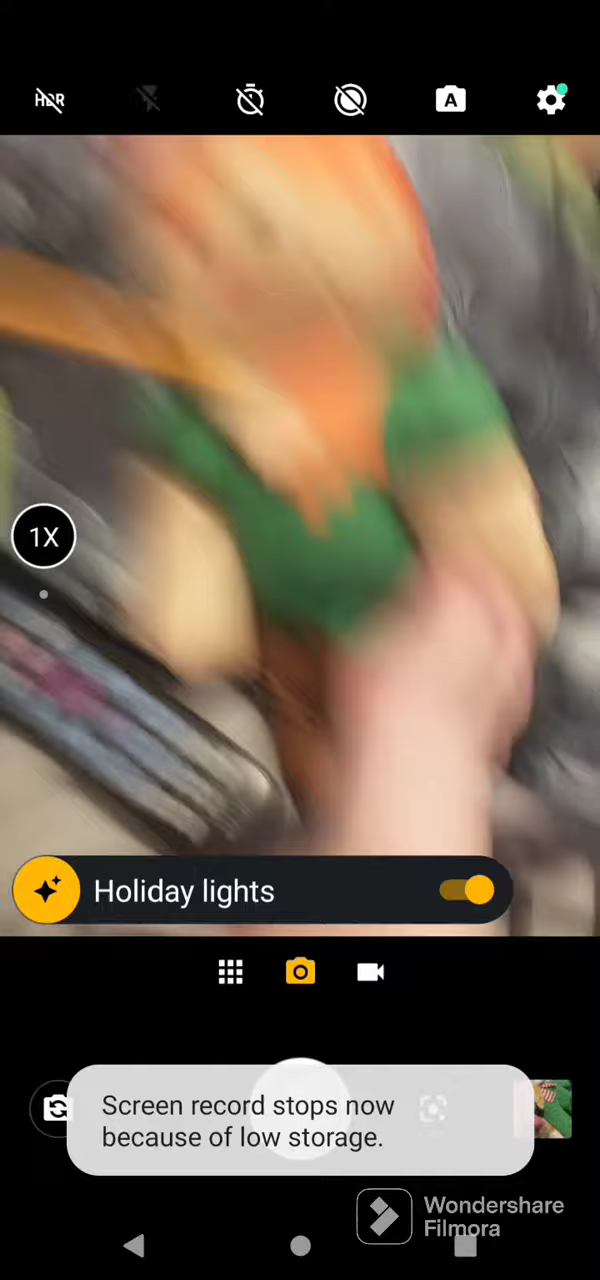 HDR
A
1X
Holiday lights
Screen record stops now
because of low storage.
Wondershare
Filmora